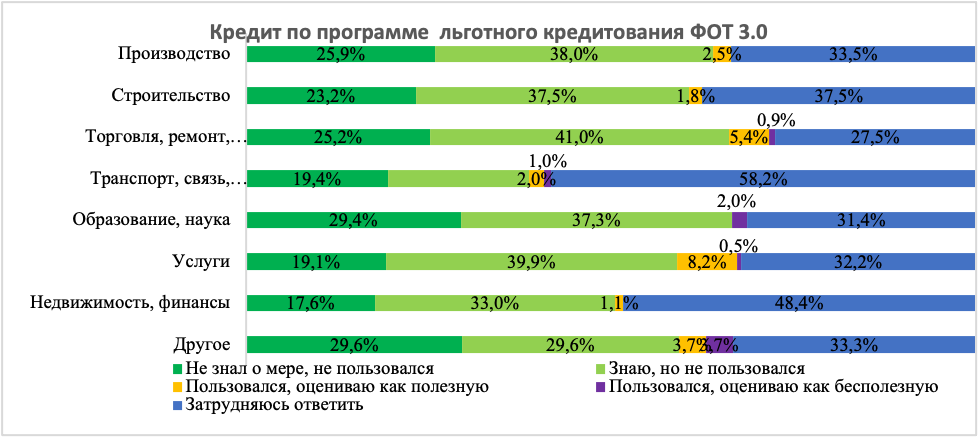 Кредит по программе льготного кредитования ФОТ 3.0
Производство 25,9% 38,0% 2,5% 33,5%
Строительство 23,2% 37,5% 1,8% 37,5%
0,9%
Торговля, ремонт,… 25,2% 41,0% 5,4% 27,5%
1,0%
Транспорт, связь,… 19,4% 2,0% 58,2%
2,0%
Образование, наука 29,4% 37,3% 31,4%
0,5%
Услуги 19,1% 39,9% 8,2% 32,2%
Недвижимость, финансы 17,6% 33,0% 1,1% 48,4%
Другое 29,6% 29,6% 3,7% 3,7% 33,3%
Не знал о мере, не пользовался Знаю, но не пользовался
Пользовался, оцениваю как полезную Пользовался, оцениваю как бесполезную
Затрудняюсь ответить